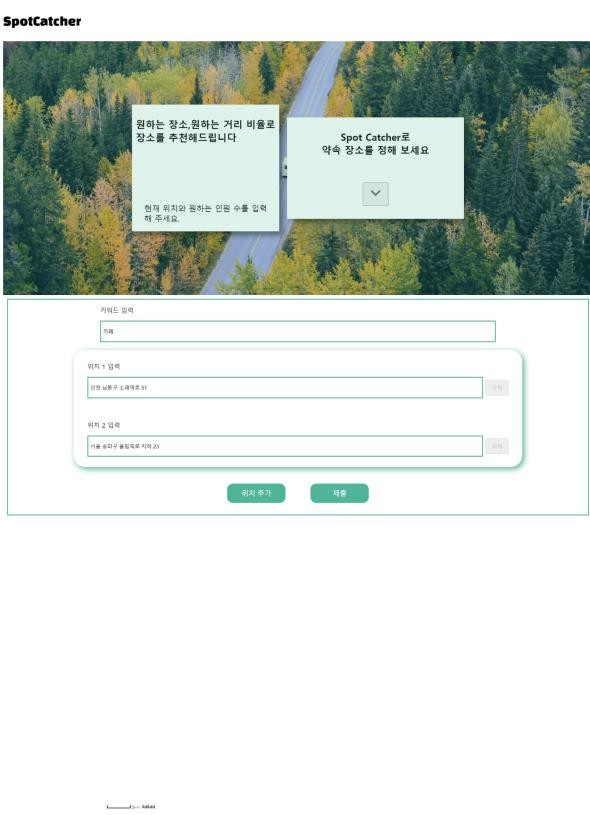 SpotCatcher
원하는 장소,원하는 거리 비율로
장소를 추천해드립니다
현재 위치와 원하는 인원 수를 입력
해 주세요.
Spot Catcher로
약속 장소를 정해 보세요
키워드 입력
카페
위치 1 입력
인천 남동구 소래역로 51
삭제
위치 2 입력
서울 송파구 올림픽로 지하 23
삭제
위치 추가
제출
kakao